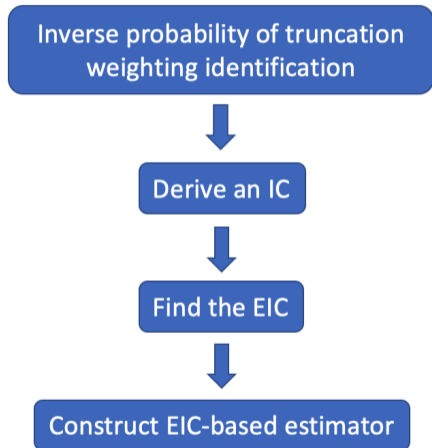 Inverse probability of truncation
weighting identification
Derive an IC
Find the EIC
Construct EIC-based estimator